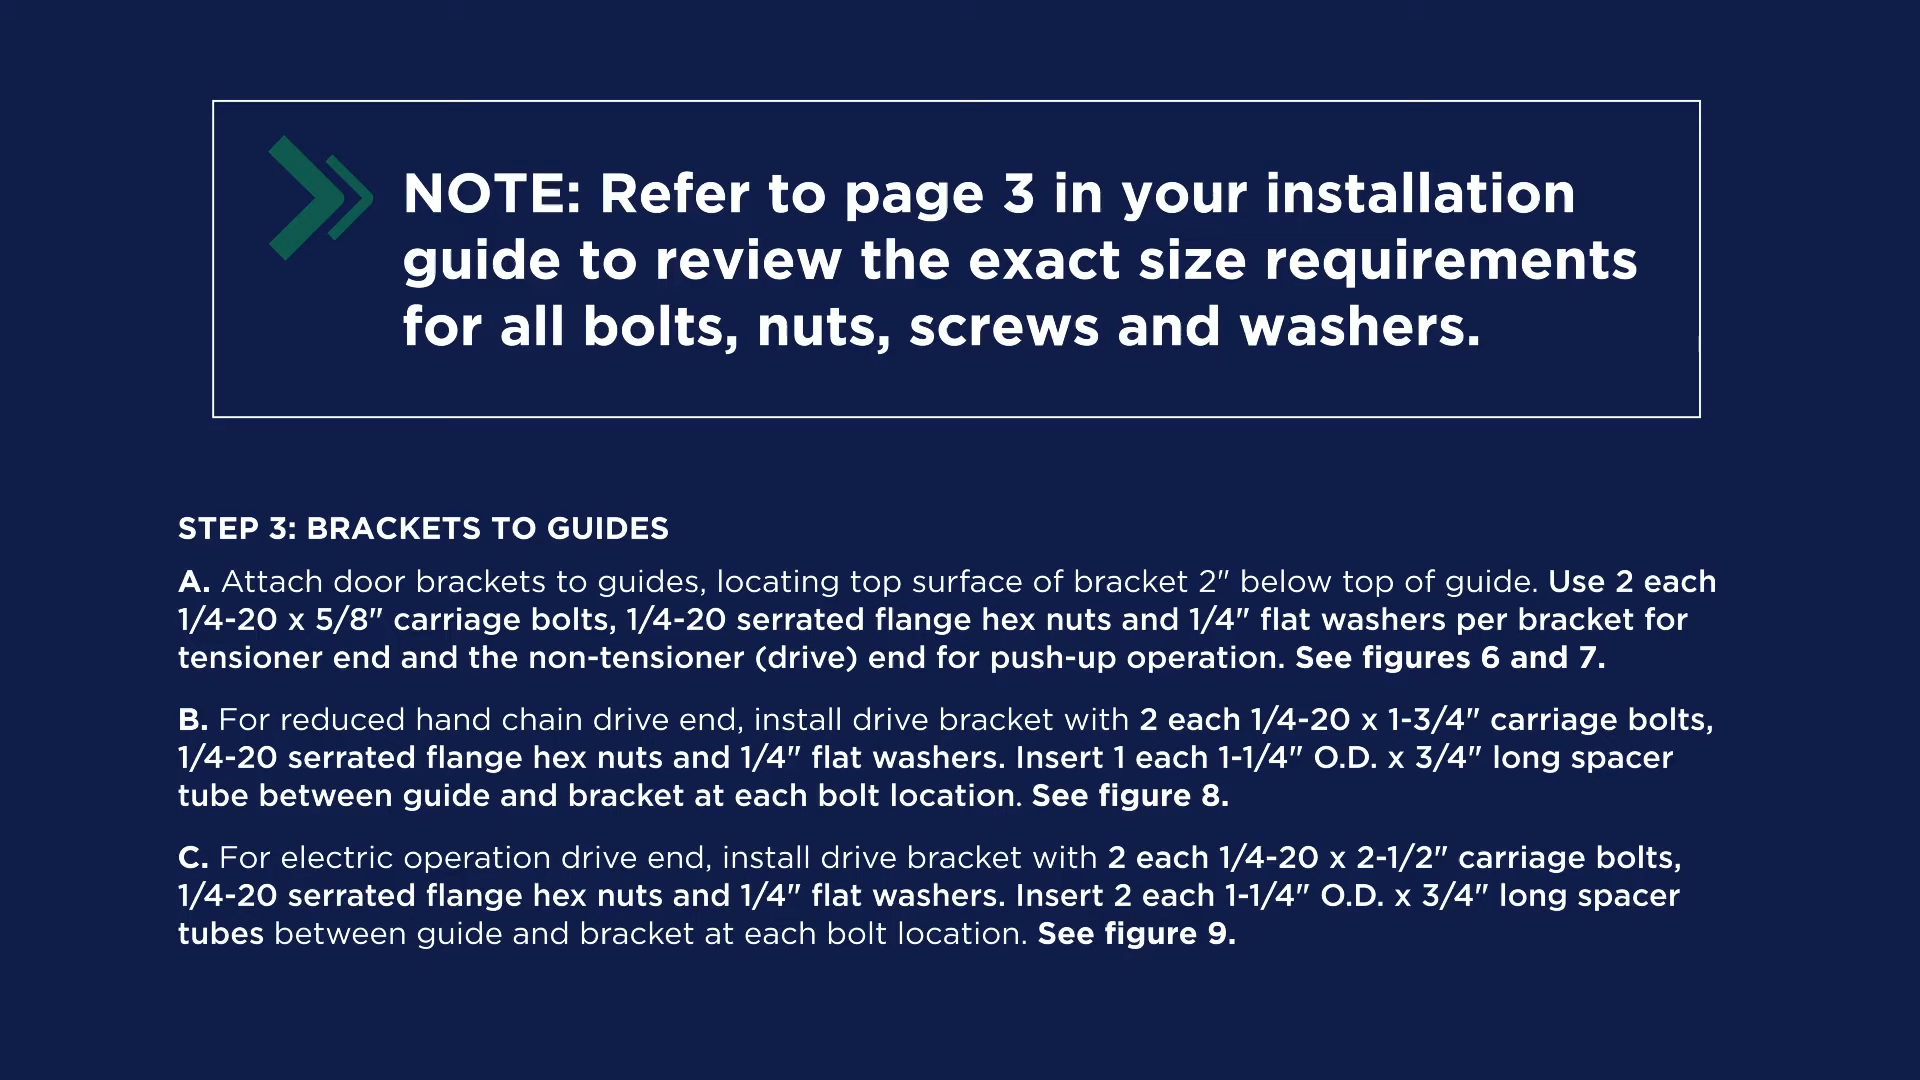 NOTE: Refer to page 3 in your installation
guide to review the exact size requirements
for all bolts, nuts, screws and washers.
STEP 3: BRACKETS TO GUIDES
A. Attach door brackets to guides, locating top surface of bracket 2" below top of guide. Use 2 each
1/4-20 x 5/8" carriage bolts, 1/4-20 serrated flange hex nuts and 1/4" flat washers per bracket for
tensioner end and the non-tensioner (drive) end for push-up operation. See figures 6 and 7.
B. For reduced hand chain drive end, install drive bracket with 2 each 1/4-20 x 1-3/4" carriage bolts,
1/4-20 serrated flange hex nuts and 1/4" flat washers. Insert 1 each 1-1/4" O.D. x 3/4" long spacer
tube between guide and bracket at each bolt location. See figure 8.
C. For electric operation drive end, install drive bracket with 2 each 1/4-20 x 2-1/2" carriage bolts,
1/4-20 serrated flange hex nuts and 1/4" flat washers. Insert 2 each 1-1/4" O.D. x 3/4" long spacer
tubes between guide and bracket at each bolt location. See figure 9.